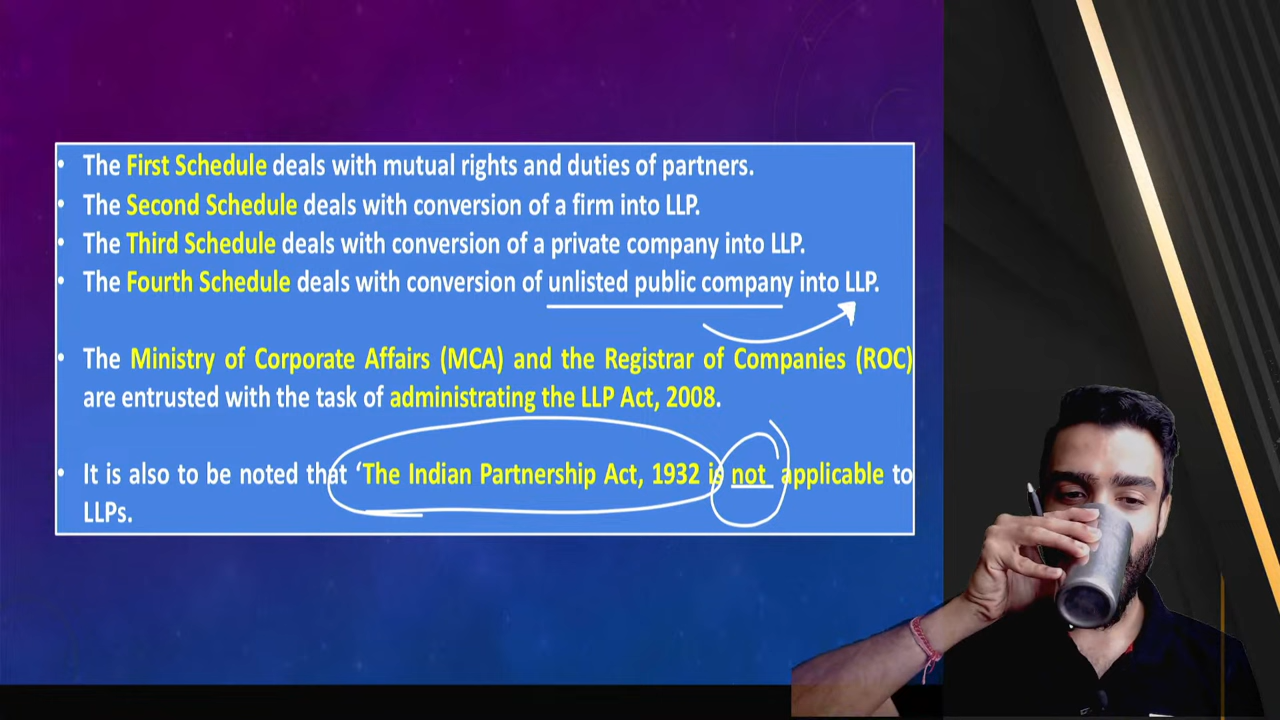 • The First Schedule deals with mutual rights and duties of partners.
• The Second Schedule deals with conversion of a firm into LLP.
• The Third Schedule deals with conversion of a private company into LLP.
• The Fourth Schedule deals with conversion of unlisted public company into LLP.
• The Ministry of Corporate Affairs (MCA) and the Registrar of Companies (ROC)
are entrusted with the task of administrating the LLP Act, 2008.
• It is also to be noted that ‘The Indian Partnership Act, 1932 is not applicable to
LLPs.